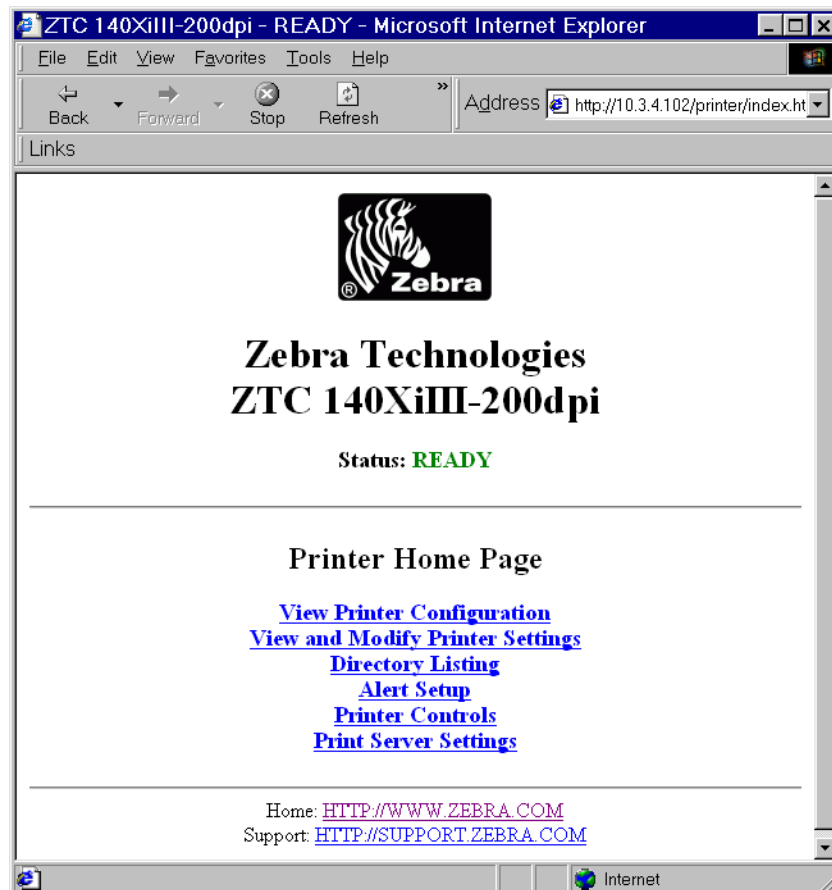 ZTC 140XiIII-200dpi - READY - Microsoft Internet Explorer
File Edit View Favorites Tools Help
Back Forward Stop Refresh » Address http://10.3.4.102/printer/index.ht
Links
® Zebra
Zebra Technologies
ZTC 140XiIII-200dpi
Status: READY
Printer Home Page
View Printer Configuration
View and Modify Printer Settings
Directory Listing
Alert Setup
Printer Controls
Print Server Settings
Home: HTTP://WWW.ZEBRA.COM
Support: HTTP://SUPPORT.ZEBRA.COM
Internet